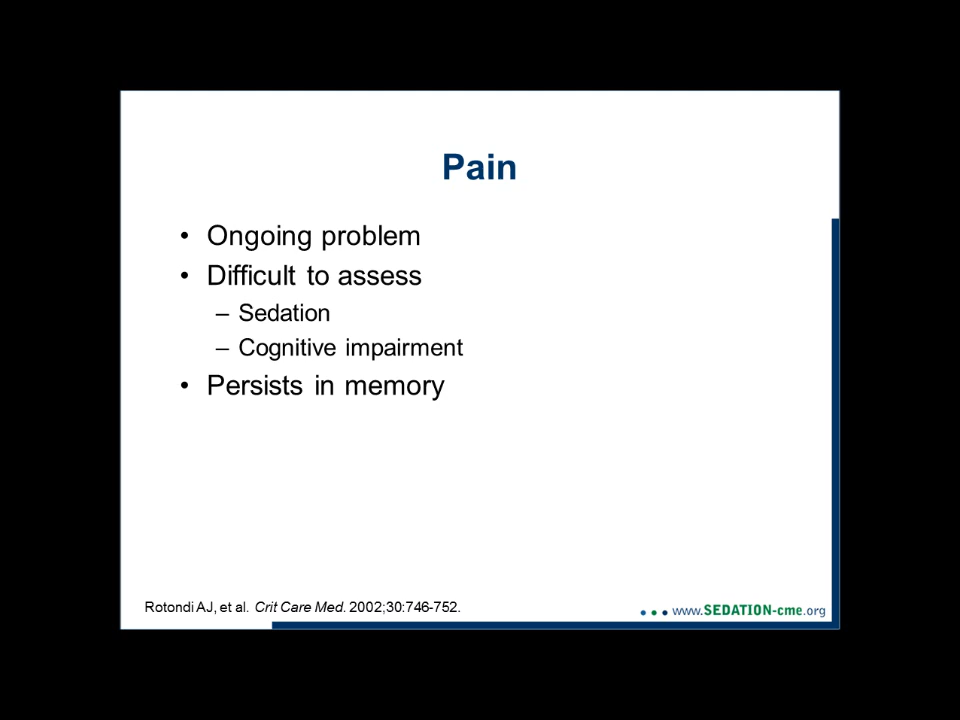 Pain
• Ongoing problem
• Difficult to assess
– Sedation
– Cognitive impairment
• Persists in memory
Rotondi AJ, et al. Crit Care Med. 2002;30:746-752.
www.SEDATION-cme.org